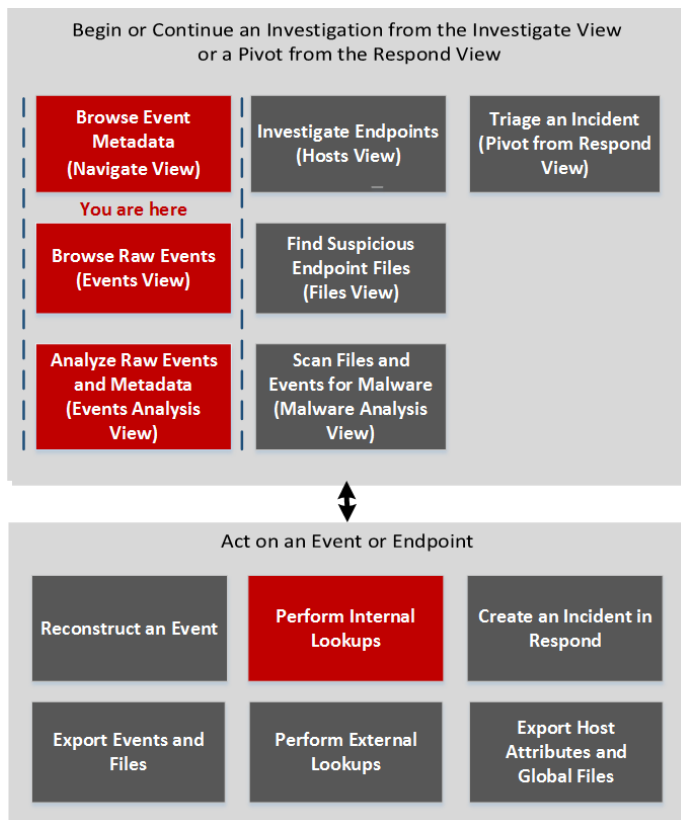 Begin or Continue an Investigation from the Investigate View
or a Pivot from the Respond View
Browse Event
Metadata
(Navigate View)
Investigate Endpoints
(Hosts View)
Triage an Incident
(Pivot from Respond
View)
You are here
Browse Raw Events
(Events View)
Find Suspicious
Endpoint Files
(Files View)
Analyze Raw Events
and Metadata
(Events Analysis
View)
Scan Files and
Events for Malware
(Malware Analysis
View)
Act on an Event or Endpoint
Reconstruct an Event
Perform Internal
Lookups
Create an Incident in
Respond
Export Events and
Files
Perform External
Lookups
Export Host
Attributes and
Global Files